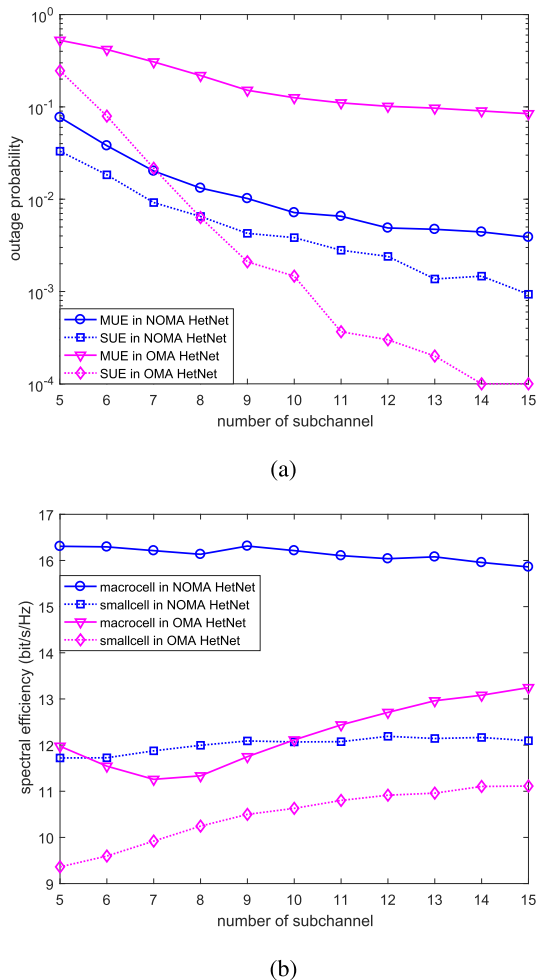 10^0
10^-1
10^-2
10^-3
10^-4
outage probability
MUE in NOMA HetNet
SUE in NOMA HetNet
MUE in OMA HetNet
SUE in OMA HetNet
5 6 7 8 9 10 11 12 13 14 15
number of subchannel
(a)
17
16
15
14
13
12
11
10
9
spectral efficiency (bit/s/Hz)
macrocell in NOMA HetNet
smallcell in NOMA HetNet
macrocell in OMA HetNet
smallcell in OMA HetNet
5 6 7 8 9 10 11 12 13 14 15
number of subchannel
(b)